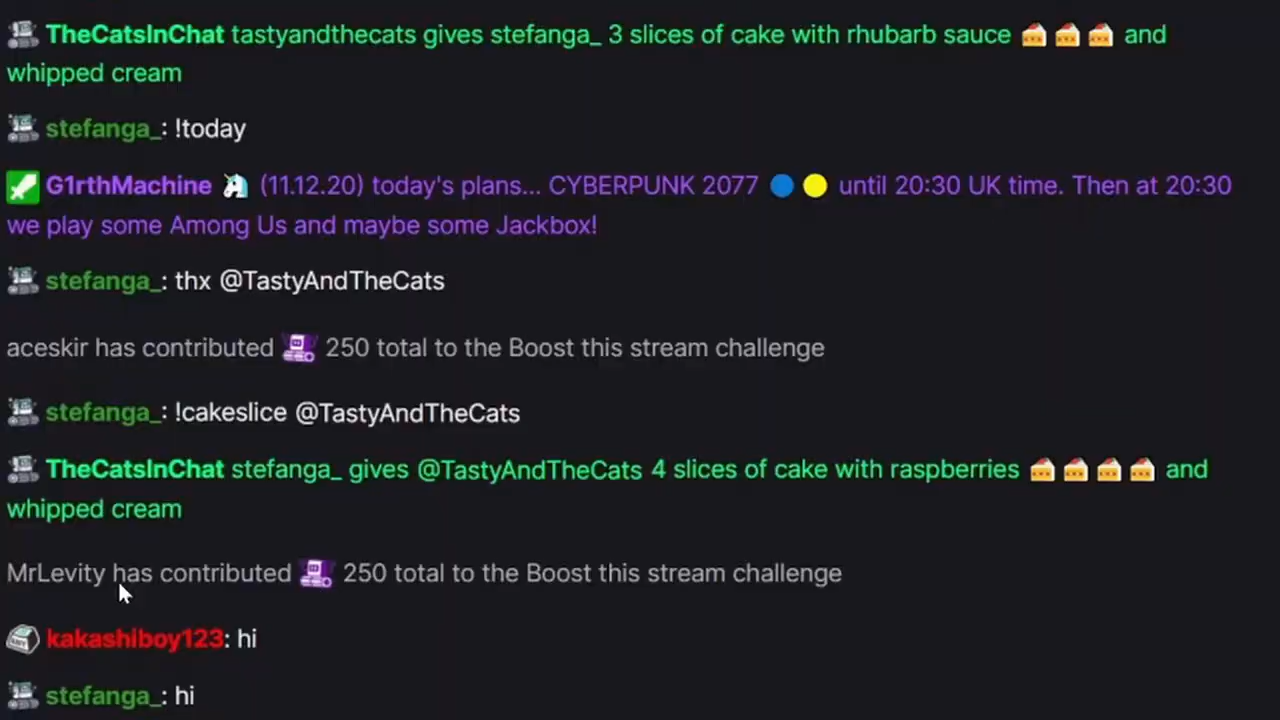 TheCatsInChat tastyandthecats gives stefanga_ 3 slices of cake with rhubarb sauce 🍰 🍰 🍰 and
whipped cream
stefanga_: !today
G1rthMachine 🦄 (11.12.20) today's plans... CYBERPUNK 2077 🔵 🟡 until 20:30 UK time. Then at 20:30
we play some Among Us and maybe some Jackbox!
stefanga_: thx @TastyAndTheCats
aceskir has contributed 250 total to the Boost this stream challenge
stefanga_: !cakeslice @TastyAndTheCats
TheCatsInChat stefanga_ gives @TastyAndTheCats 4 slices of cake with raspberries 🍰 🍰 🍰 🍰 and
whipped cream
MrLevity has contributed 250 total to the Boost this stream challenge
kakashiboy123: hi
stefanga_: hi